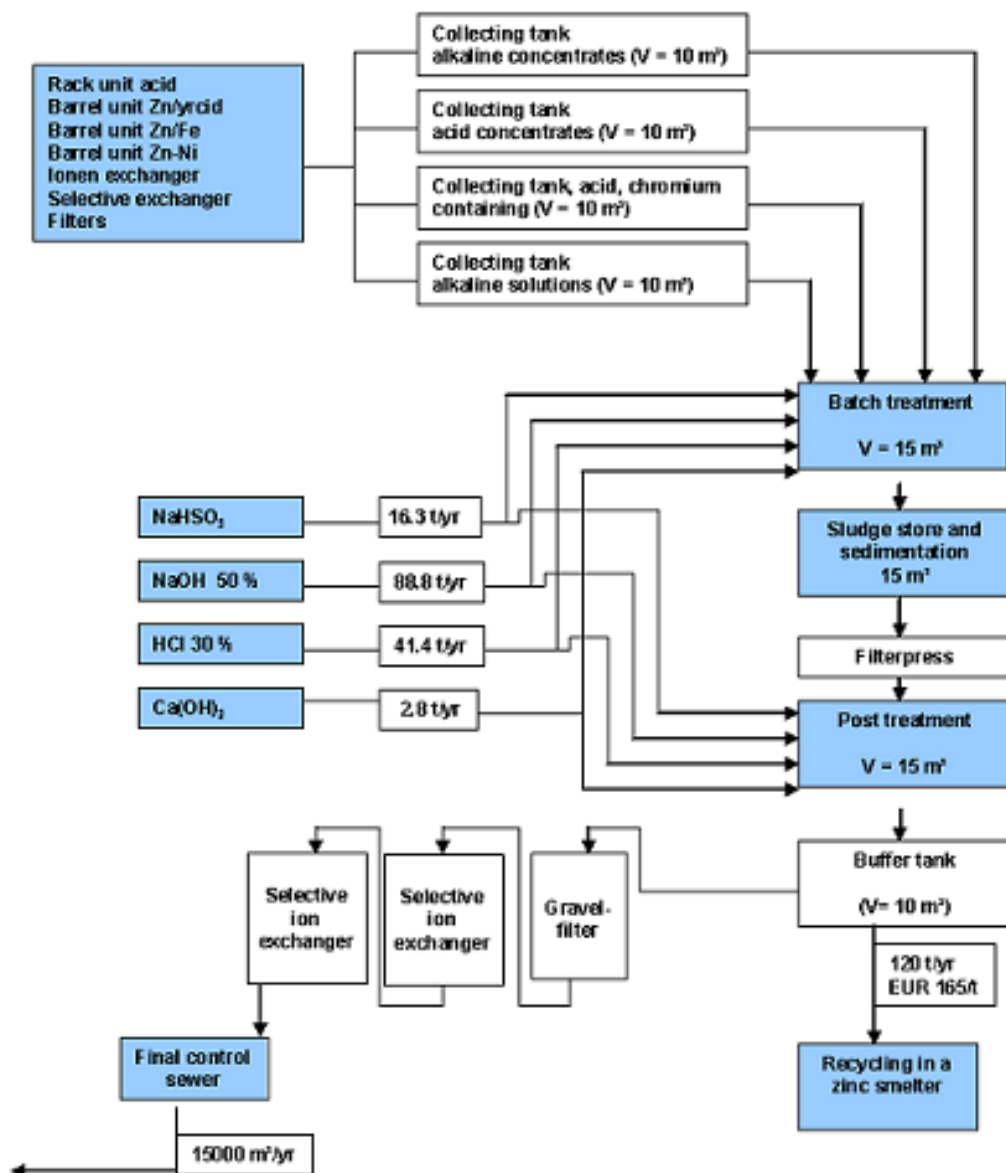 Collecting tank
alkaline concentrates (V = 10 m³)
Rack unit acid
Barrel unit Zn/yrcid
Barrel unit Zn/Fe
Barrel unit Zn-Ni
Ionen exchanger
Selective exchanger
Filters
Collecting tank
acid concentrates (V = 10 m³)
Collecting tank, acid, chromium
containing (V = 10 m³)
Collecting tank
alkaline solutions (V = 10 m³)
Batch treatment
V = 15 m³
NaHSO₃
16.3 t/yr
Sludge store and
sedimentation
15 m³
NaOH 50 %
88.8 t/yr
HCl 30 %
41.4 t/yr
Filterpress
Ca(OH)₂
2.8 t/yr
Post treatment
V = 15 m³
Selective
ion
exchanger
Selective
ion
exchanger
Gravel-
filter
Buffer tank
(V= 10 m³)
120 t/yr
EUR 165/t
Final control
sewer
Recycling in a
zinc smelter
15000 m³/yr